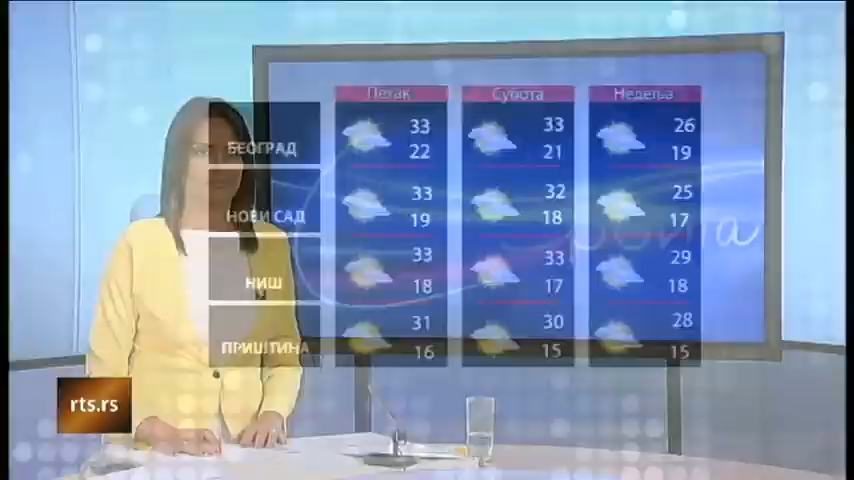 Петак Субота Недеља
БЕОГРАД 33 22 33 21 26 19
НОВИ САД 33 19 32 18 25 17
НИШ 33 18 33 17 29 18
ПРИШТИНА 31 16 30 15 28 15
rts.rs